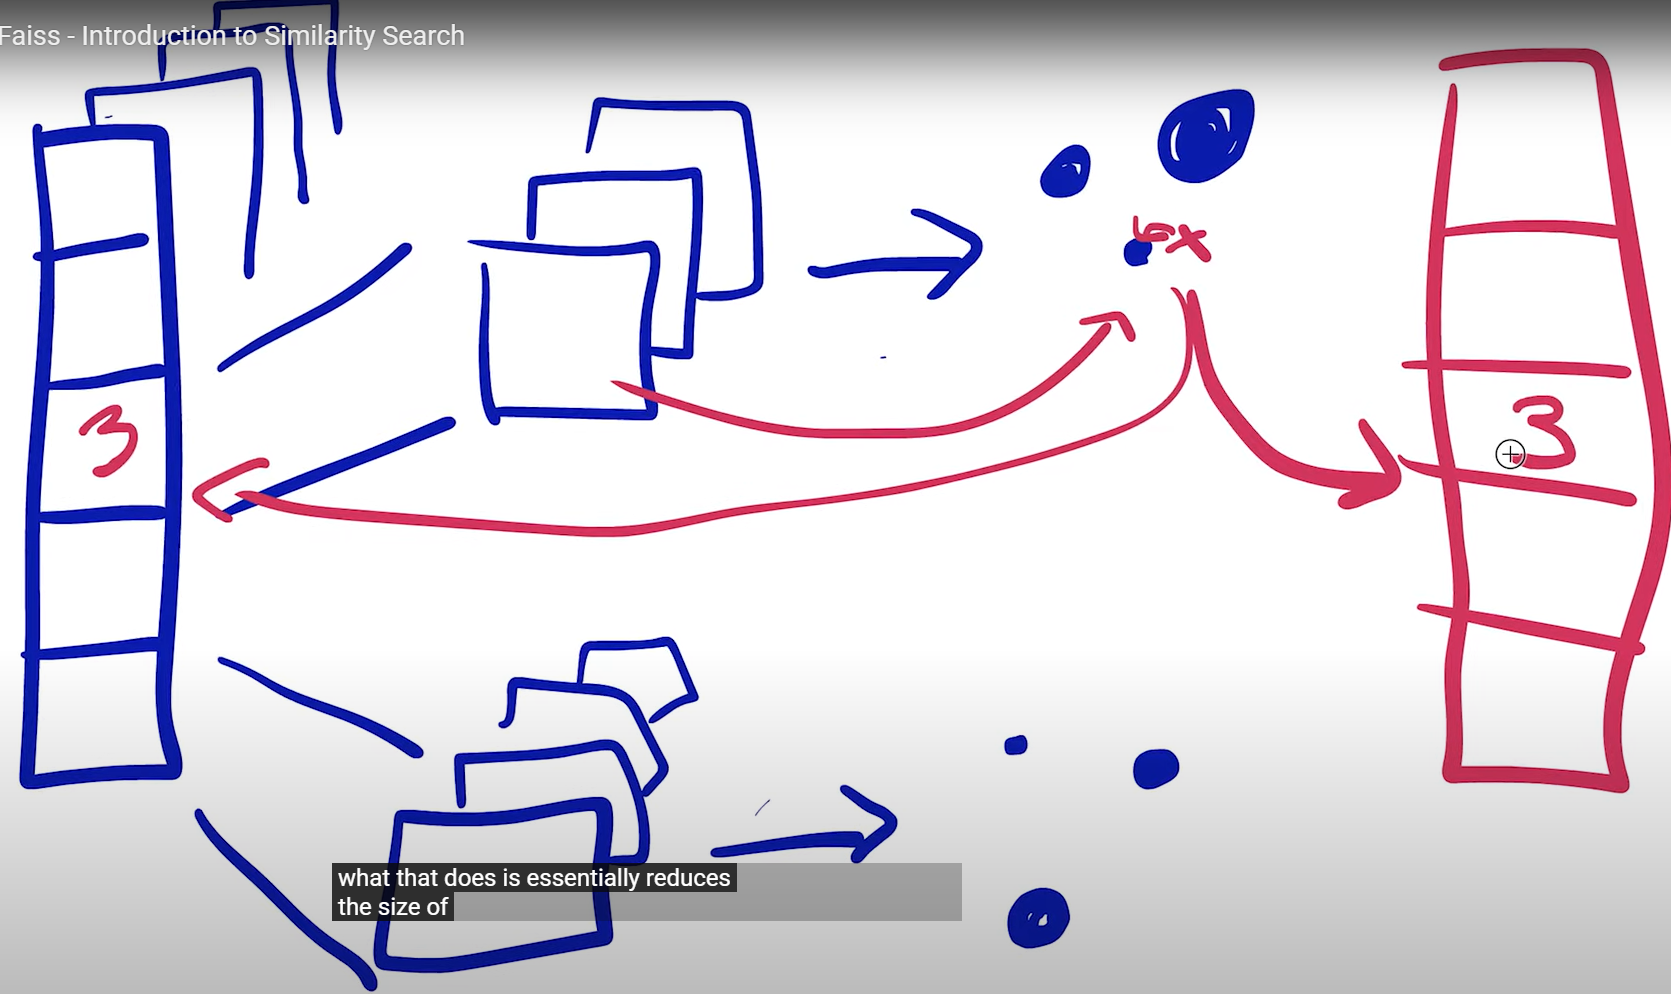 Faiss - Introduction to Similarity Search
3
x
3
what that does is essentially reduces
the size of